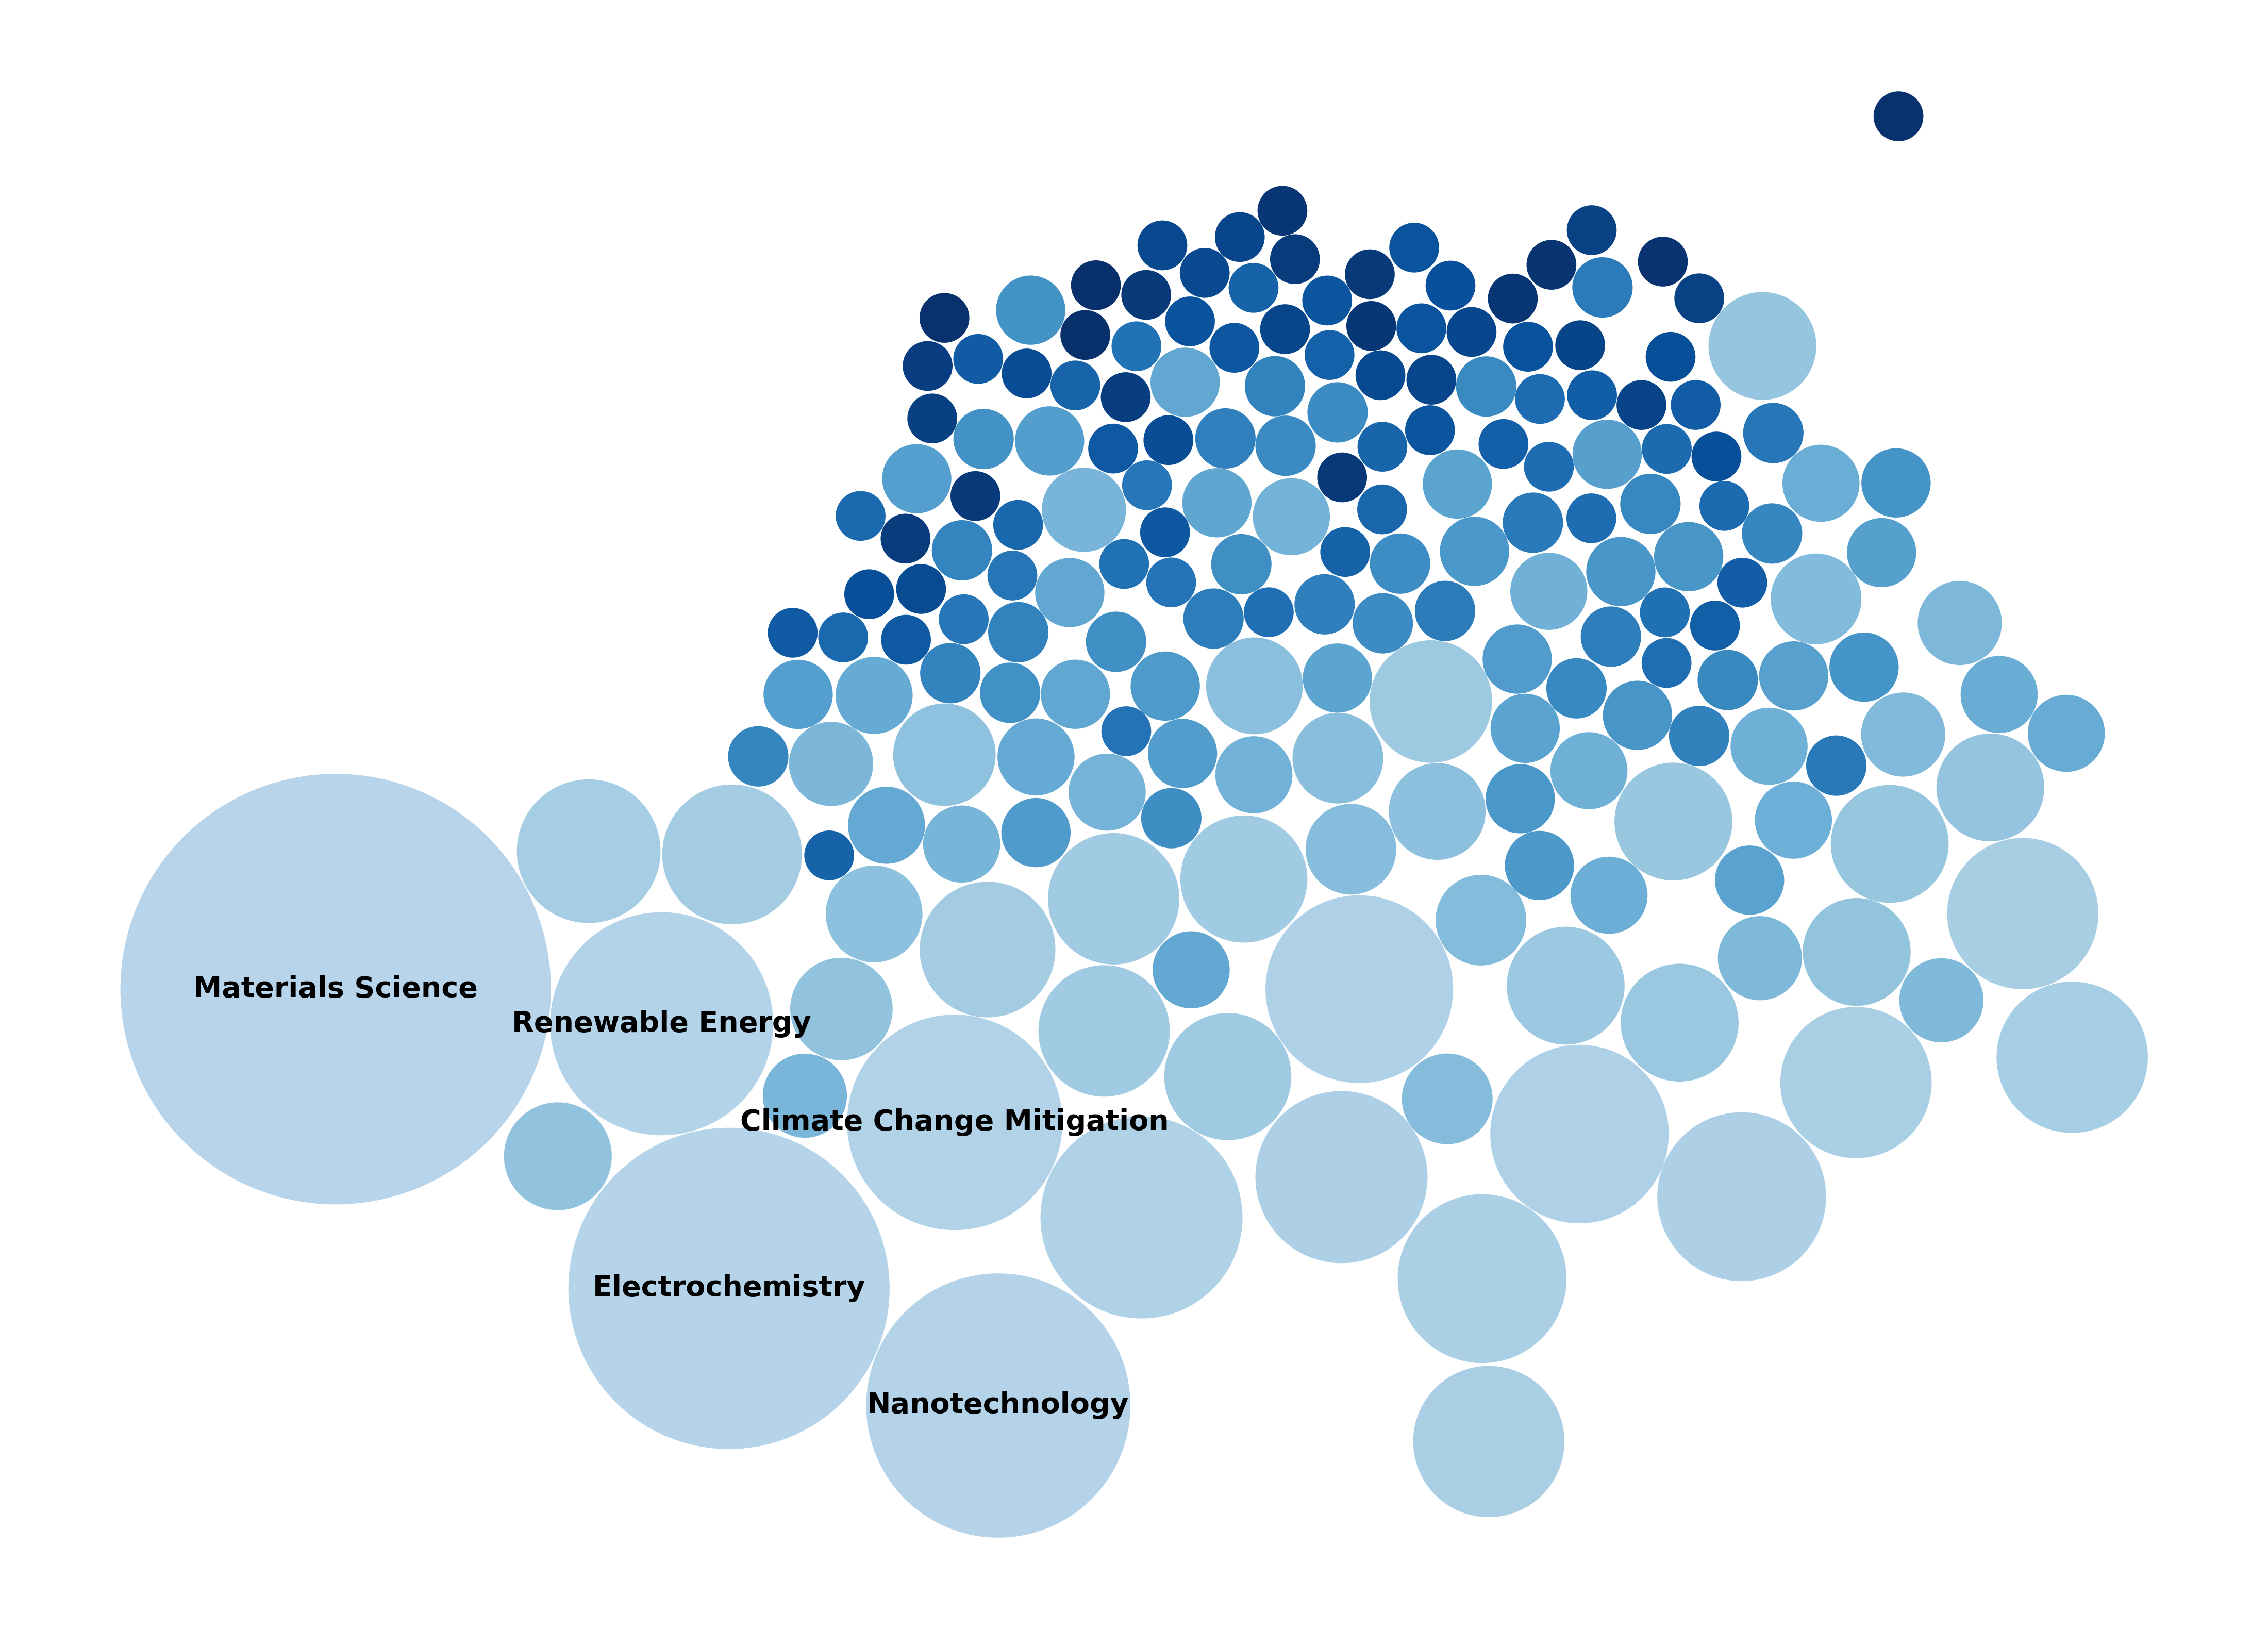 Materials Science
Renewable Energy
Climate Change Mitigation
Electrochemistry
Nanotechnology